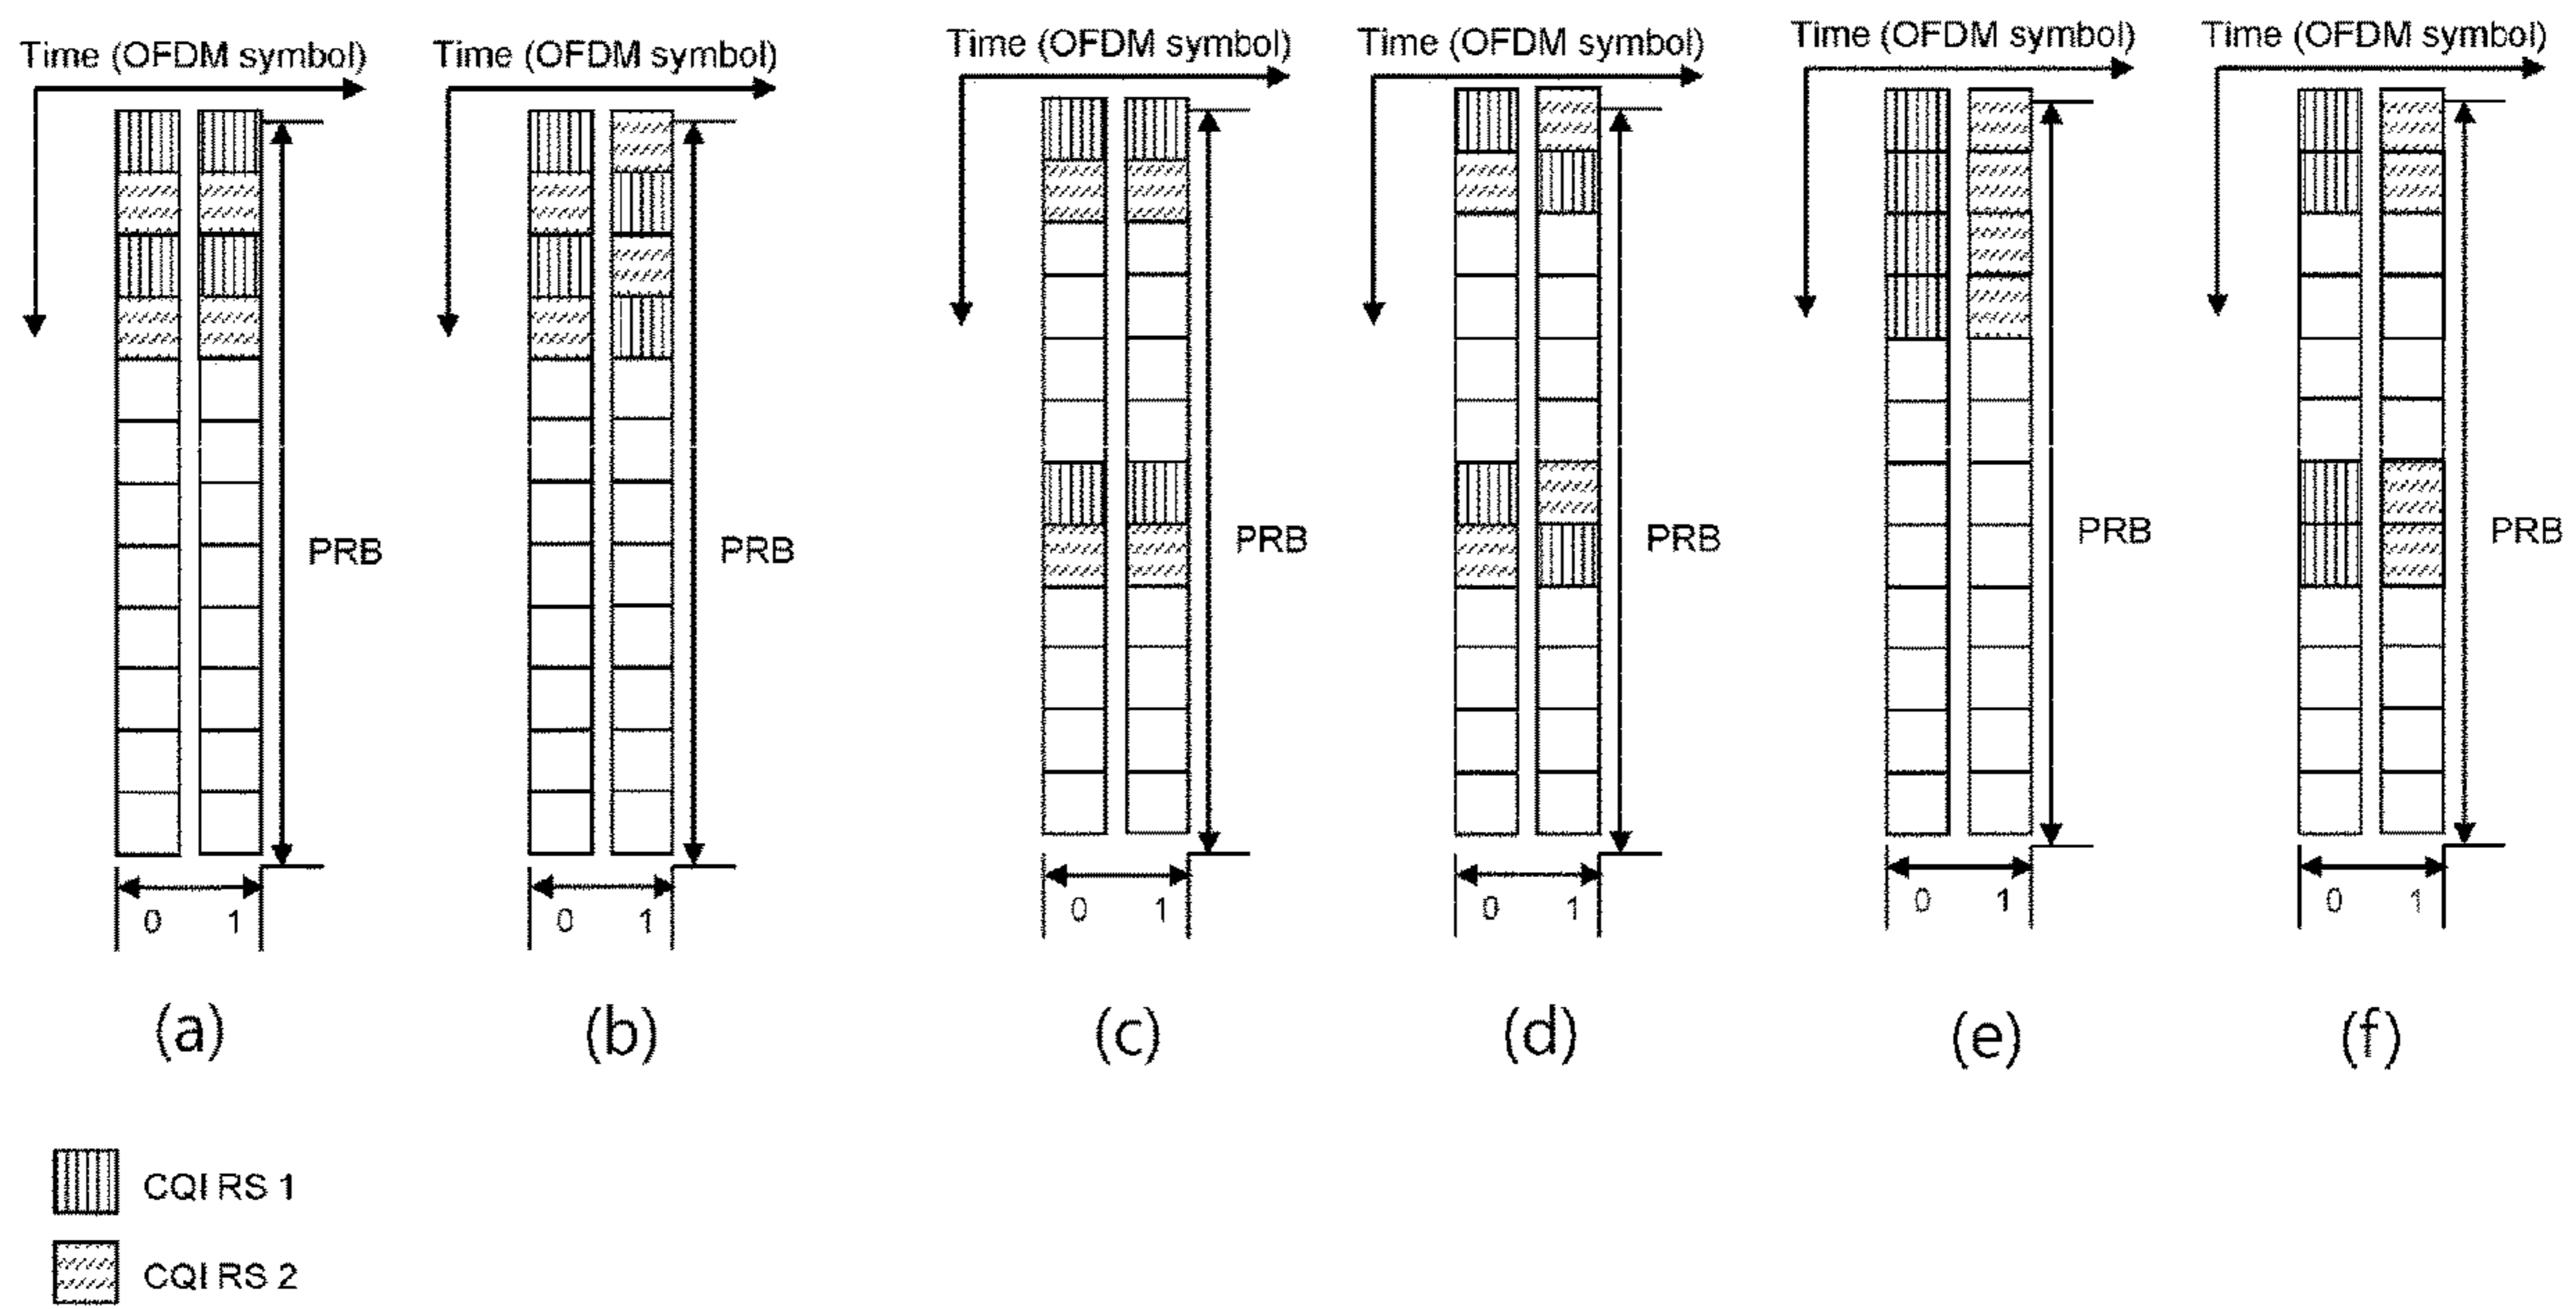 Time (OFDM symbol)
Time (OFDM symbol)
Time (OFDM symbol)
Time (OFDM symbol)
Time (OFDM symbol)
Time (OFDM symbol)
PRB
PRB
PRB
PRB
PRB
PRB
0 1
0 1
0 1
0 1
0 1
0 1
(a)
(b)
(c)
(d)
(e)
(f)
CQI RS 1
CQI RS 2